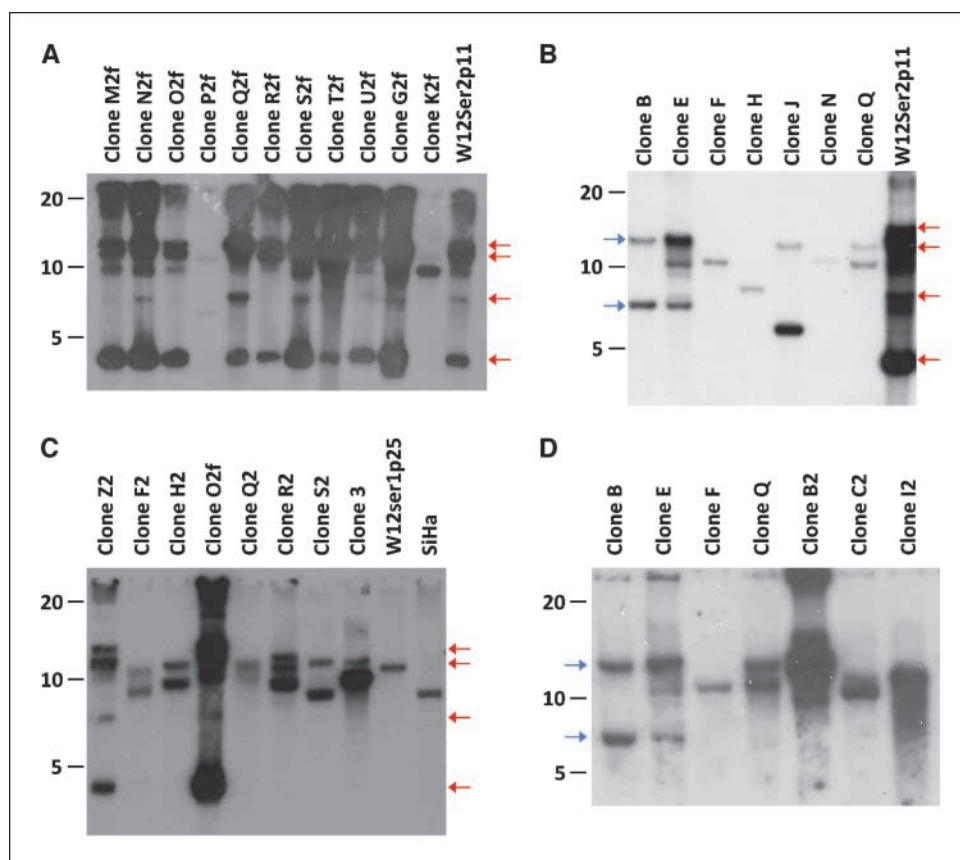 A
Clone M2f
Clone N2f
Clone O2f
Clone P2f
Clone Q2f
Clone R2f
Clone S2f
Clone T2f
Clone U2f
Clone G2f
Clone K2f
W12Ser2p11
20
10
5
B
Clone B
Clone E
Clone F
Clone H
Clone J
Clone N
Clone Q
W12Ser2p11
20
10
5
C
Clone Z2
Clone F2
Clone H2
Clone O2f
Clone Q2
Clone R2
Clone S2
Clone 3
W12ser1p25
SiHa
20
10
5
D
Clone B
Clone E
Clone F
Clone Q
Clone B2
Clone C2
Clone I2
20
10
5